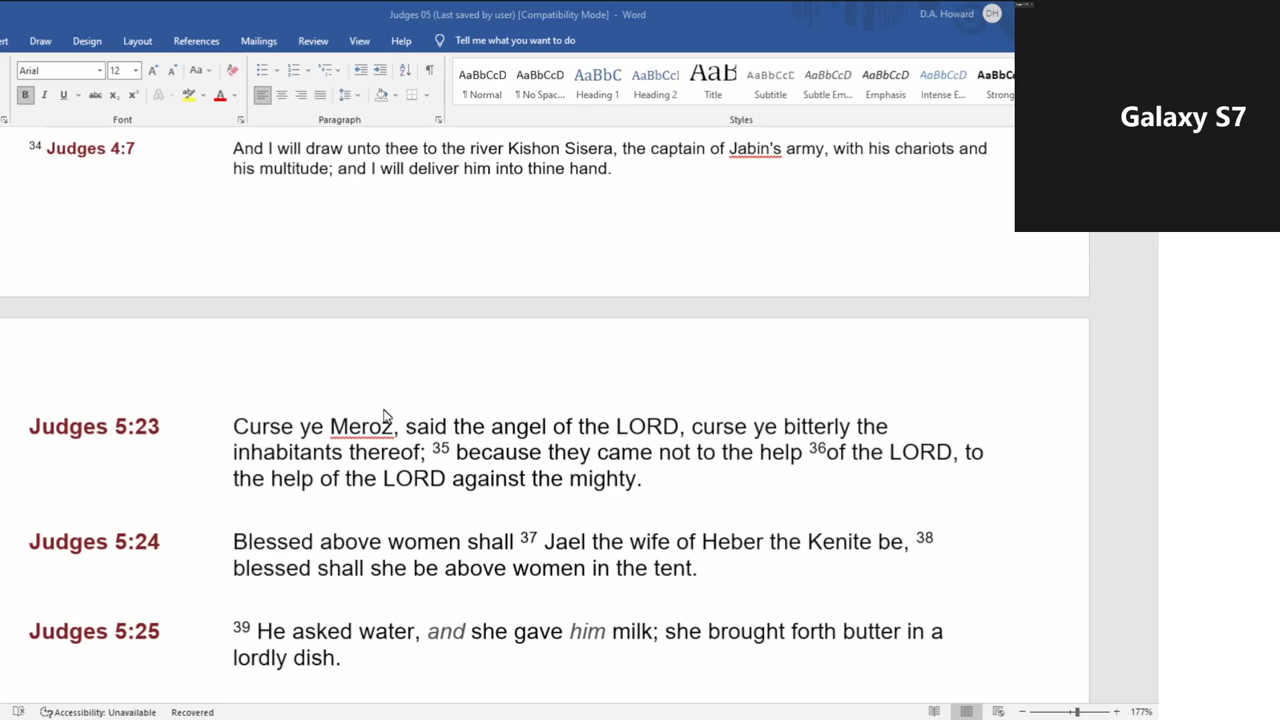 Judges 05 (Last saved by user) [Compatibility Mode] - Word
D.A. Howard DH
Galaxy S7
rt Draw Design Layout References Mailings Review View Help Tell me what you want to do
Arial 12
AaBbCcD AaBbCcD AaBbC AaBbCcl AaB AaBbCcD AaBbCcD AaBbCcD AaBbCcD AaBbCc
¶ Normal ¶ No Spac... Heading 1 Heading 2 Title Subtitle Subtle Em... Emphasis Intense E... Strong
Font Paragraph Styles
34 Judges 4:7 And I will draw unto thee to the river Kishon Sisera, the captain of Jabin's army, with his chariots and
his multitude; and I will deliver him into thine hand.
Judges 5:23 Curse ye Mero2, said the angel of the LORD, curse ye bitterly the
inhabitants thereof; 35 because they came not to the help 36of the LORD, to
the help of the LORD against the mighty.
Judges 5:24 Blessed above women shall 37 Jael the wife of Heber the Kenite be, 38
blessed shall she be above women in the tent.
Judges 5:25 39 He asked water, and she gave him milk; she brought forth butter in a
lordly dish.
Accessibility: Unavailable Recovered 177%